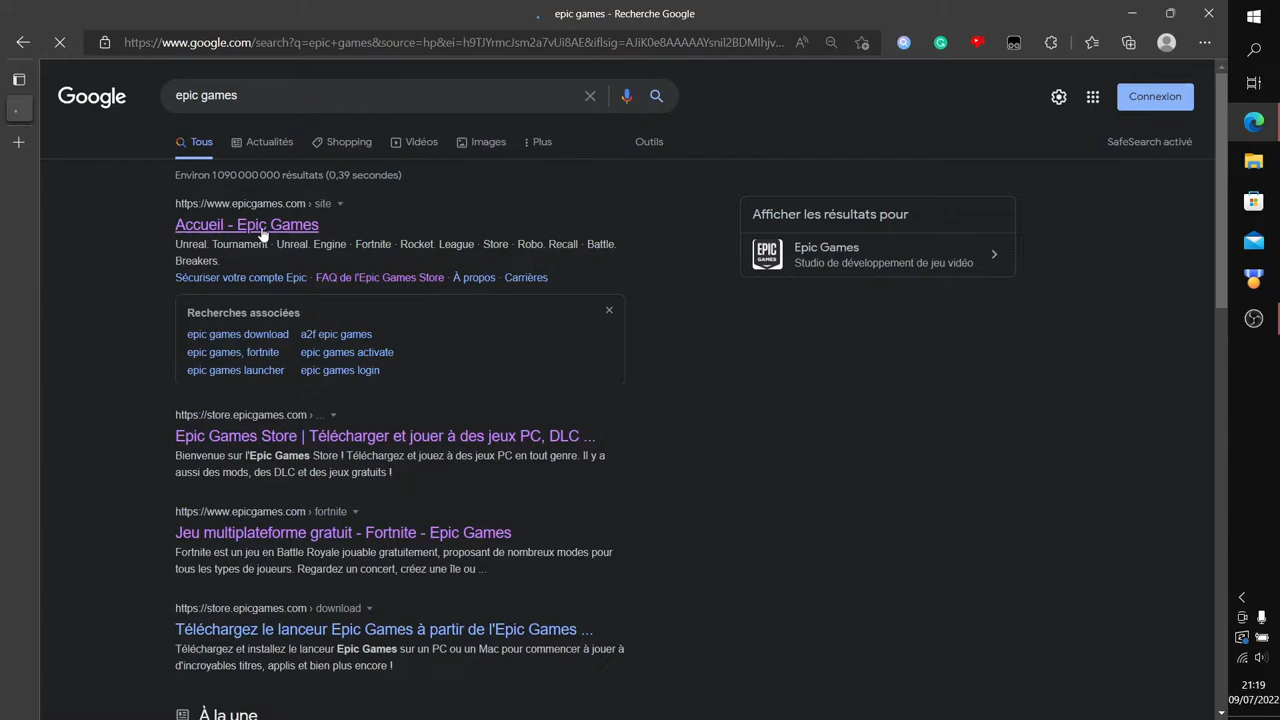 epic games - Recherche Google
https://www.google.com/search?q=epic+games&source=hp&ei=h9TJYrmcJsm2a7vUi8AE&iflsig=AJiK0e8AAAAAYsnil2BDMIhjv...
Google
epic games
Connexion
Tous
Actualités
Shopping
Vidéos
Images
Plus
Outils
SafeSearch activé
Environ 1 090 000 000 résultats (0,39 secondes)
https://www.epicgames.com › site
Accueil - Epic Games
Unreal. Tournament · Unreal. Engine · Fortnite · Rocket. League · Store · Robo. Recall · Battle.
Breakers.
Sécuriser votre compte Epic · FAQ de l'Epic Games Store · À propos · Carrières
Recherches associées
epic games download
a2f epic games
epic games, fortnite
epic games activate
epic games launcher
epic games login
Afficher les résultats pour
EPIC GAMES
Epic Games
Studio de développement de jeu vidéo
https://store.epicgames.com › ...
Epic Games Store | Télécharger et jouer à des jeux PC, DLC ...
Bienvenue sur l'Epic Games Store ! Téléchargez et jouez à des jeux PC en tout genre. Il y a
aussi des mods, des DLC et des jeux gratuits !
https://www.epicgames.com › fortnite
Jeu multiplateforme gratuit - Fortnite - Epic Games
Fortnite est un jeu en Battle Royale jouable gratuitement, proposant de nombreux modes pour
tous les types de joueurs. Regardez un concert, créez une île ou ...
https://store.epicgames.com › download
Téléchargez le lanceur Epic Games à partir de l'Epic Games ...
Téléchargez et installez le lanceur Epic Games sur un PC ou un Mac pour commencer à jouer à
d'incroyables titres, applis et bien plus encore !
À la une
21:19
09/07/2022